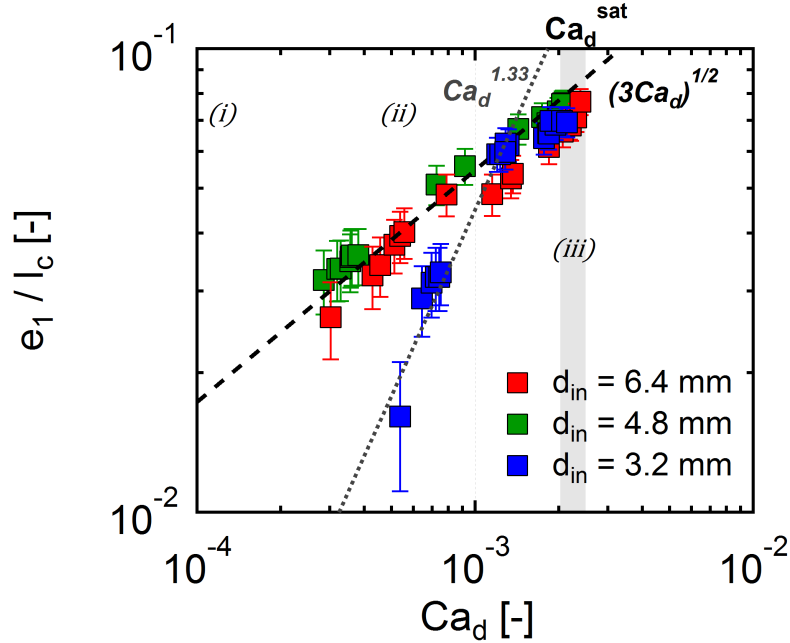 Ca_d^sat
10^-1
Ca_d^1.33
(3Ca_d)^1/2
(i)
(ii)
(iii)
e_1 / l_c [-]
d_in = 6.4 mm
d_in = 4.8 mm
d_in = 3.2 mm
10^-2
10^-4
10^-3
10^-2
Ca_d [-]